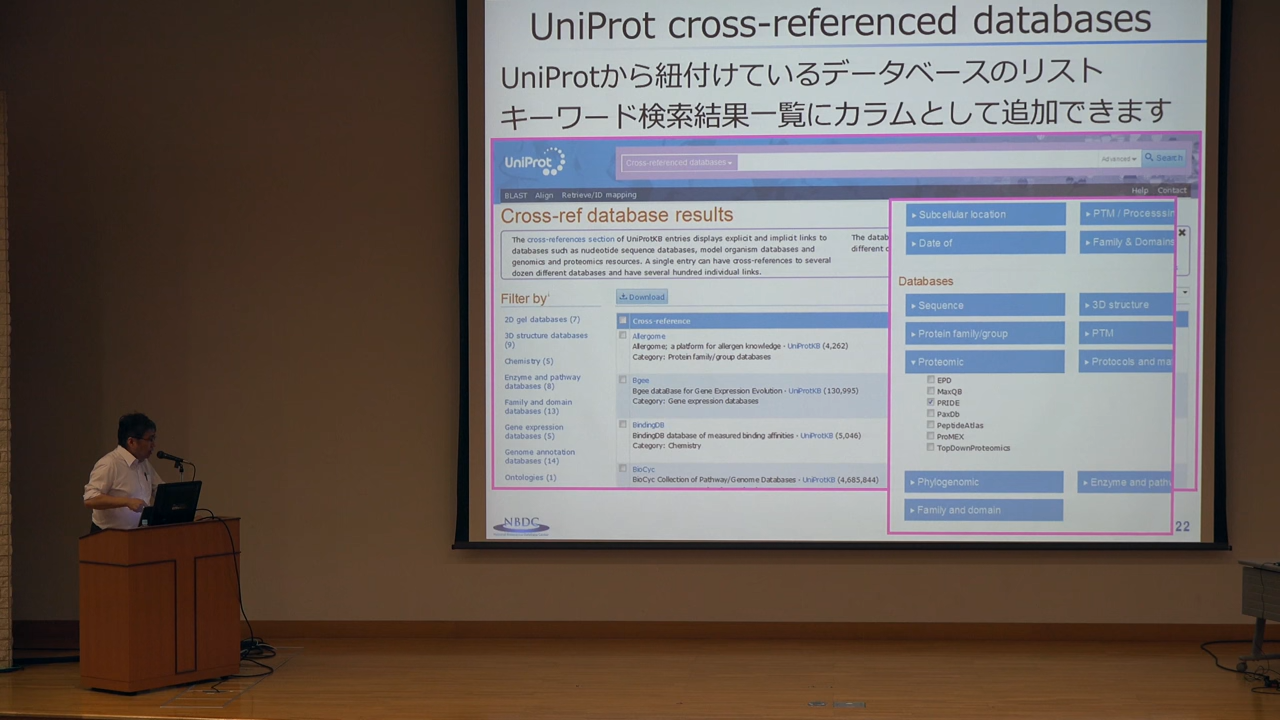 UniProt cross-referenced databases
UniProtから紐付けているデータベースのリスト
キーワード検索結果一覧にカラムとして追加できます
UniProt
Cross-referenced databases
Advanced
Search
BLAST Align Retrieve/ID mapping
Help Contact
Cross-ref database results
The cross-references section of UniProtKB entries displays explicit and implicit links to
databases such as nucleotide sequence databases, model organism databases and
genomics and proteomics resources. A single entry can have cross-references to several
dozen different databases and have several hundred individual links.
The datab
different
Filter by
2D gel databases (7)
3D structure databases
(9)
Chemistry (5)
Enzyme and pathway
databases (8)
Family and domain
databases (13)
Gene expression
databases (5)
Genome annotation
databases (14)
Ontologies (1)
Download
Cross-reference
Allergome
Allergome; a platform for allergen knowledge - UniProtKB (4,262)
Category: Protein family/group databases
Bgee
Bgee dataBase for Gene Expression Evolution - UniProtKB (130,995)
Category: Gene expression databases
BindingDB
BindingDB database of measured binding affinities - UniProtKB (5,046)
Category: Chemistry
BioCyc
BioCyc Collection of Pathway/Genome Databases - UniProtKB (4,685,844)
Subcellular location
PTM / Processsin
Date of
Family & Domains
Databases
Sequence
3D structure
Protein family/group
PTM
Proteomic
Protocols and ma
EPD
MaxQB
PRIDE
PaxDb
PeptideAtlas
ProMEX
TopDownProteomics
Phylogenomic
Enzyme and path
Family and domain
NBDC
22